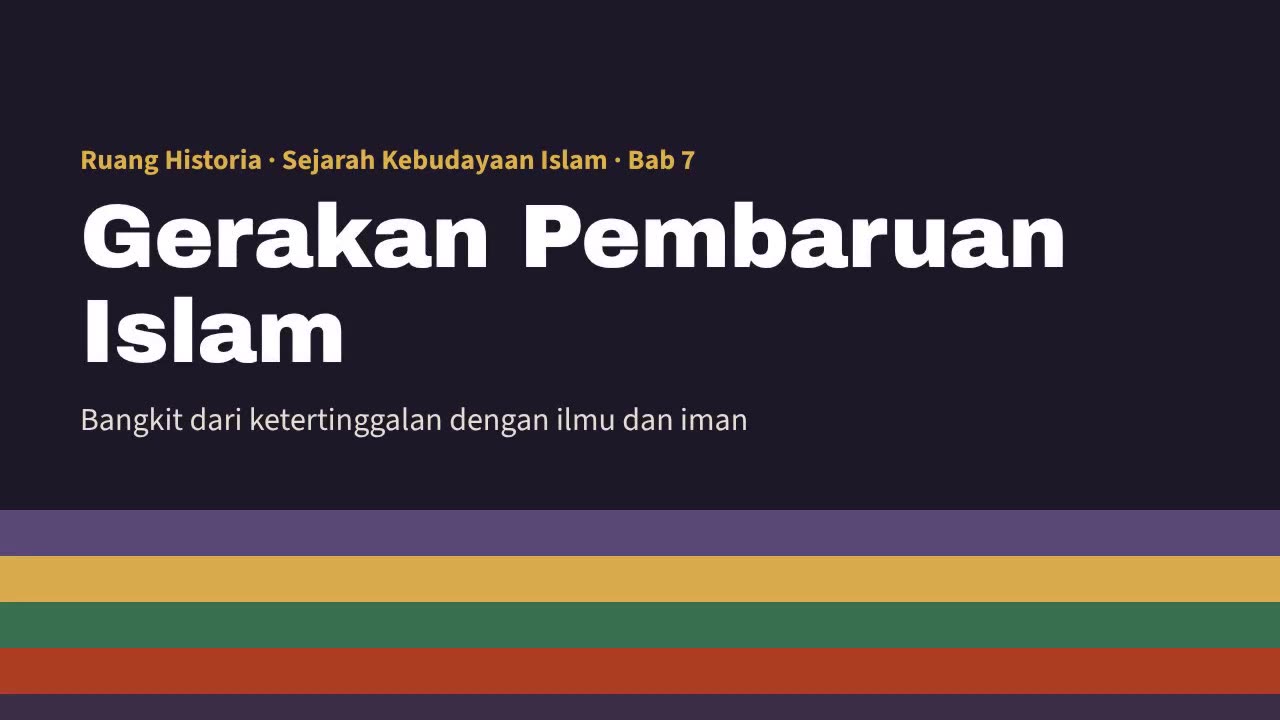 Ruang Historia · Sejarah Kebudayaan Islam · Bab 7
Gerakan Pembaruan
Islam
Bangkit dari ketertinggalan dengan ilmu dan iman